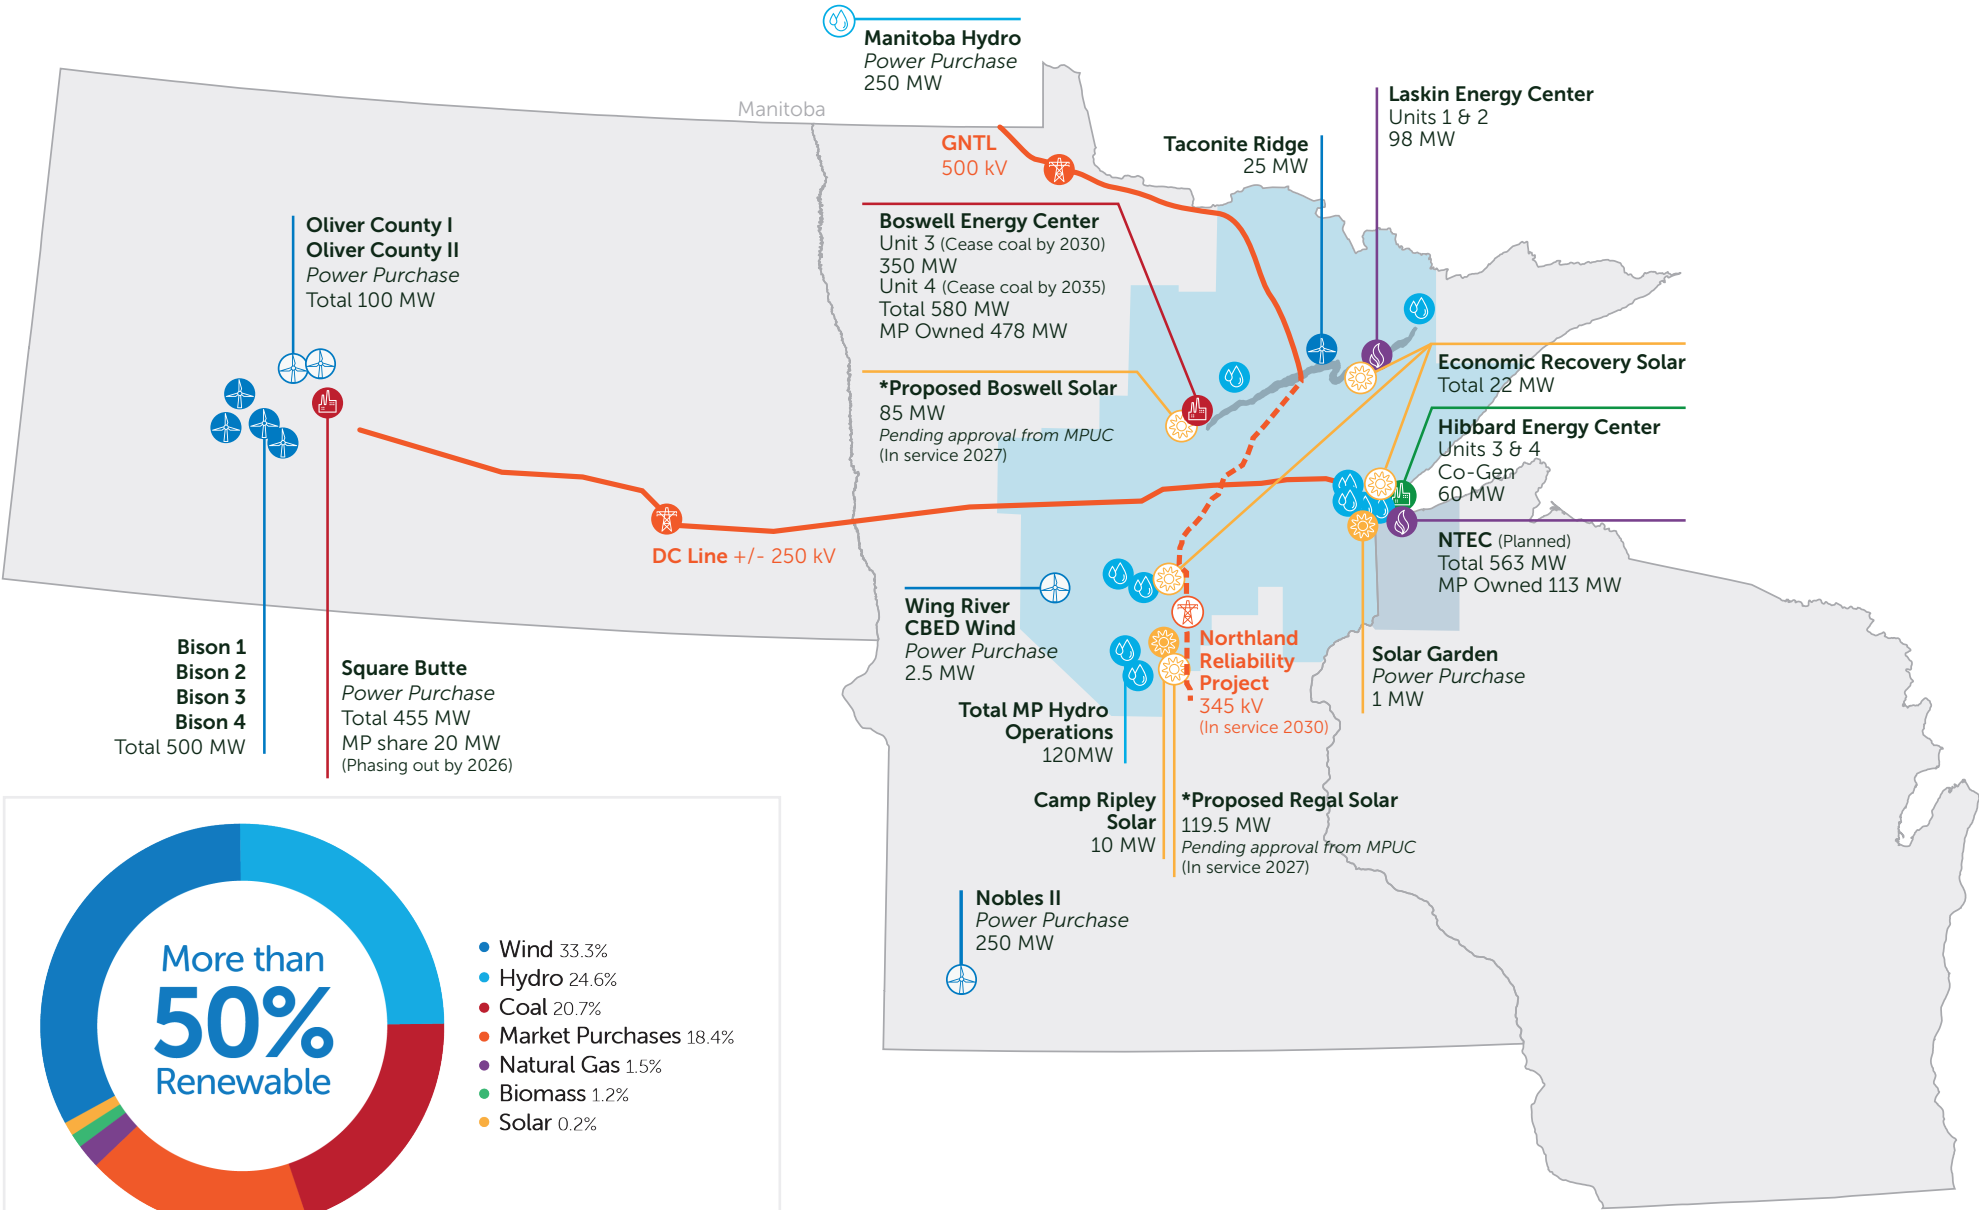 Manitoba Hydro
Power Purchase
250 MW
Manitoba
GNTL
500 kV
Taconite Ridge
25 MW
Laskin Energy Center
Units 1 & 2
98 MW
Oliver County I
Oliver County II
Power Purchase
Total 100 MW
Boswell Energy Center
Unit 3 (Cease coal by 2030)
350 MW
Unit 4 (Cease coal by 2035)
Total 580 MW
MP Owned 478 MW
*Proposed Boswell Solar
85 MW
Pending approval from MPUC
(In service 2027)
Economic Recovery Solar
Total 22 MW
Hibbard Energy Center
Units 3 & 4
Co-Gen
60 MW
NTEC (Planned)
Total 563 MW
MP Owned 113 MW
DC Line +/- 250 kV
Wing River
CBED Wind
Power Purchase
2.5 MW
Northland
Reliability
Project
345 kV
(In service 2030)
Solar Garden
Power Purchase
1 MW
Bison 1
Bison 2
Bison 3
Bison 4
Total 500 MW
Square Butte
Power Purchase
Total 455 MW
MP share 20 MW
(Phasing out by 2026)
Total MP Hydro
Operations
120MW
Camp Ripley
Solar
10 MW
*Proposed Regal Solar
119.5 MW
Pending approval from MPUC
(In service 2027)
Nobles II
Power Purchase
250 MW
More than
50%
Renewable
Wind 33.3%
Hydro 24.6%
Coal 20.7%
Market Purchases 18.4%
Natural Gas 1.5%
Biomass 1.2%
Solar 0.2%